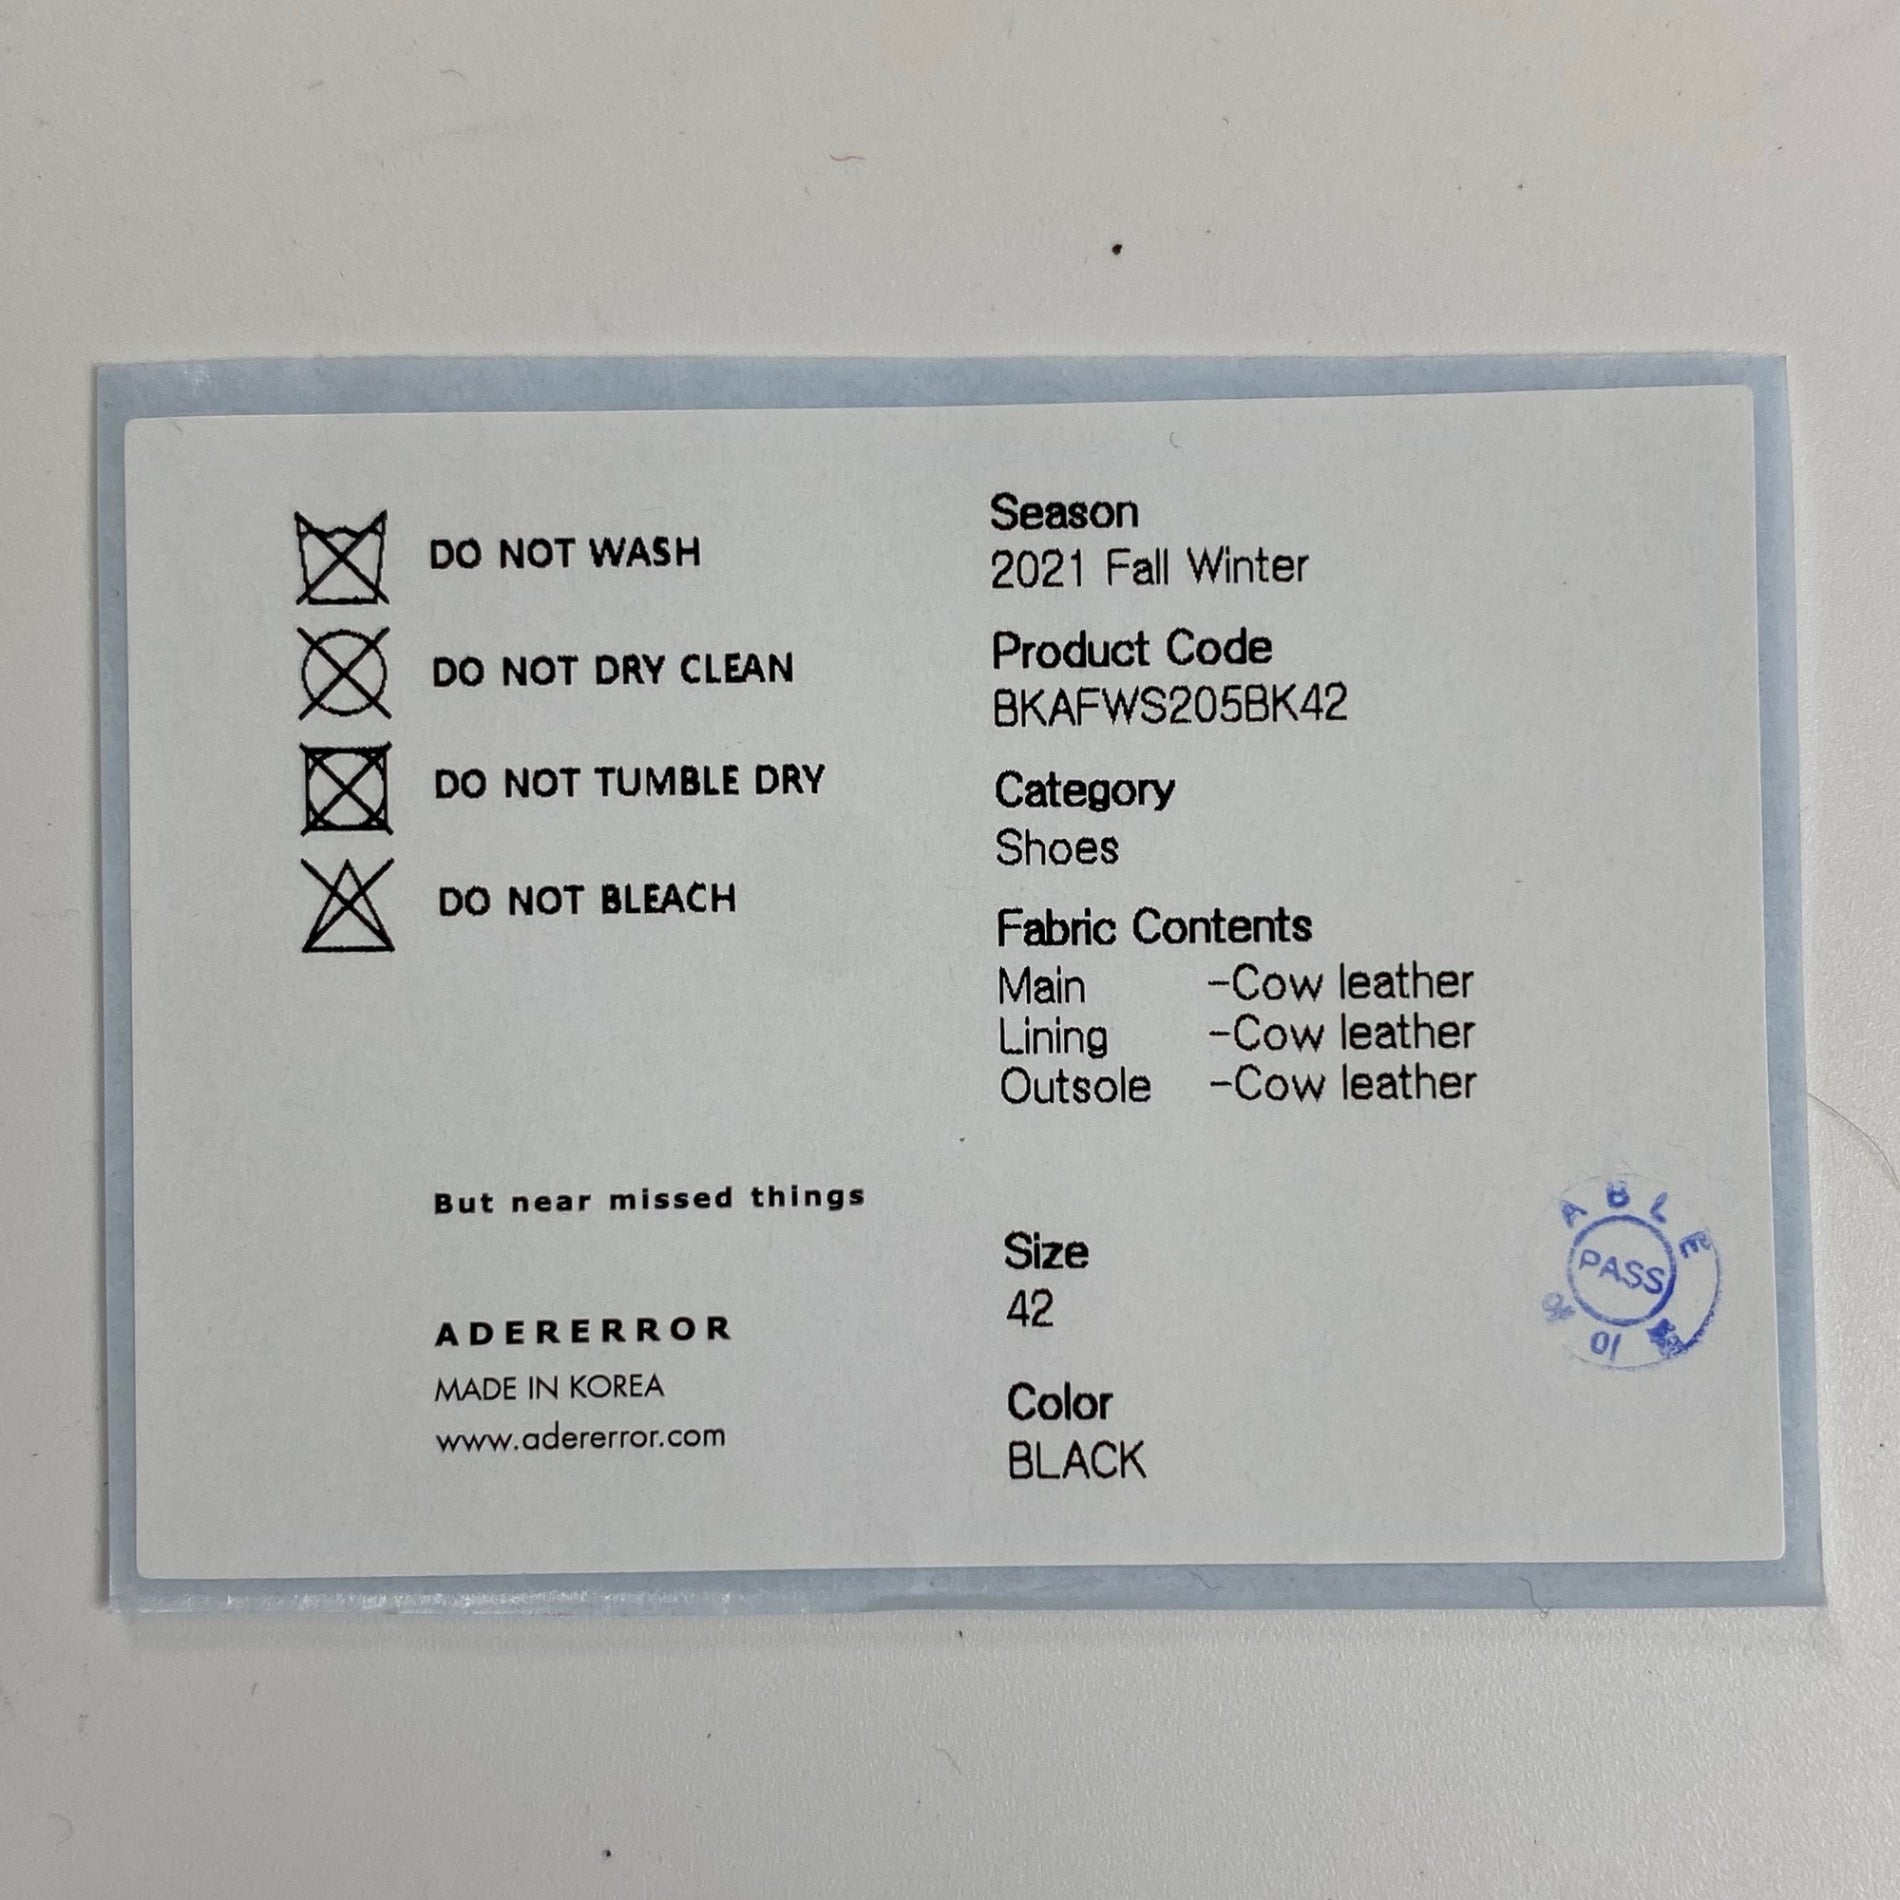 DO NOT WASH
DO NOT DRY CLEAN
DO NOT TUMBLE DRY
DO NOT BLEACH
But near missed things
ADERERROR
MADE IN KOREA
www.adererror.com
Season
2021 Fall Winter
Product Code
BKAFWS205BK42
Category
Shoes
Fabric Contents
Main -Cow leather
Lining -Cow leather
Outsole -Cow leather
Size
42
Color
BLACK
ABLE
PASS